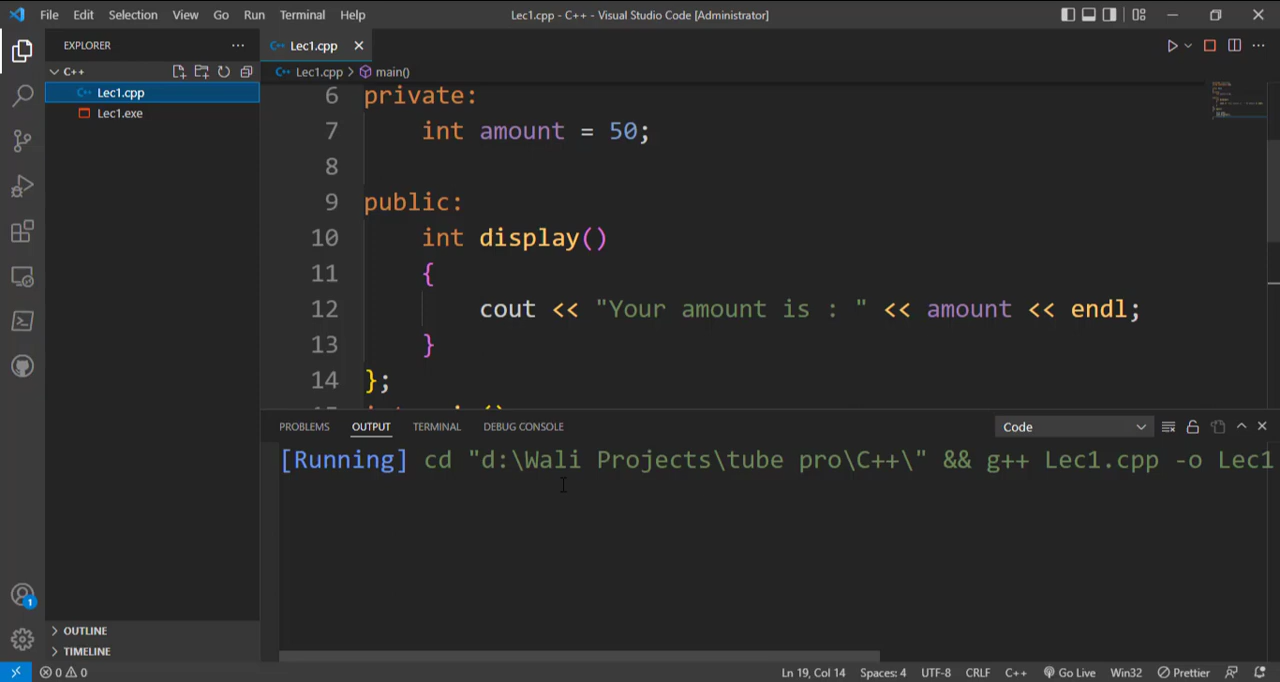 File Edit Selection View Go Run Terminal Help
Lec1.cpp - C++ - Visual Studio Code [Administrator]
EXPLORER
Lec1.cpp
C++
Lec1.cpp > main()
Lec1.cpp
Lec1.exe
6 private:
7 int amount = 50;
8
9 public:
10 int display()
11 {
12 cout << "Your amount is : " << amount << endl;
13 }
14 };
PROBLEMS OUTPUT TERMINAL DEBUG CONSOLE
Code
[Running] cd "d:\Wali Projects\tube pro\C++\" && g++ Lec1.cpp -o Lec1
1
OUTLINE
TIMELINE
0 0
Ln 19, Col 14 Spaces: 4 UTF-8 CRLF C++ Go Live Win32 Prettier